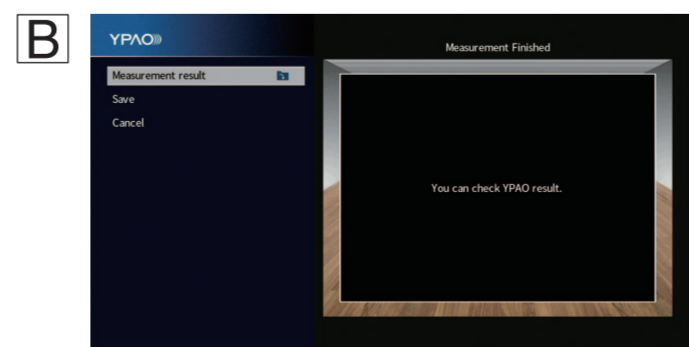 B
YPAO
Measurement Finished
Measurement result
Save
Cancel
You can check YPAO result.